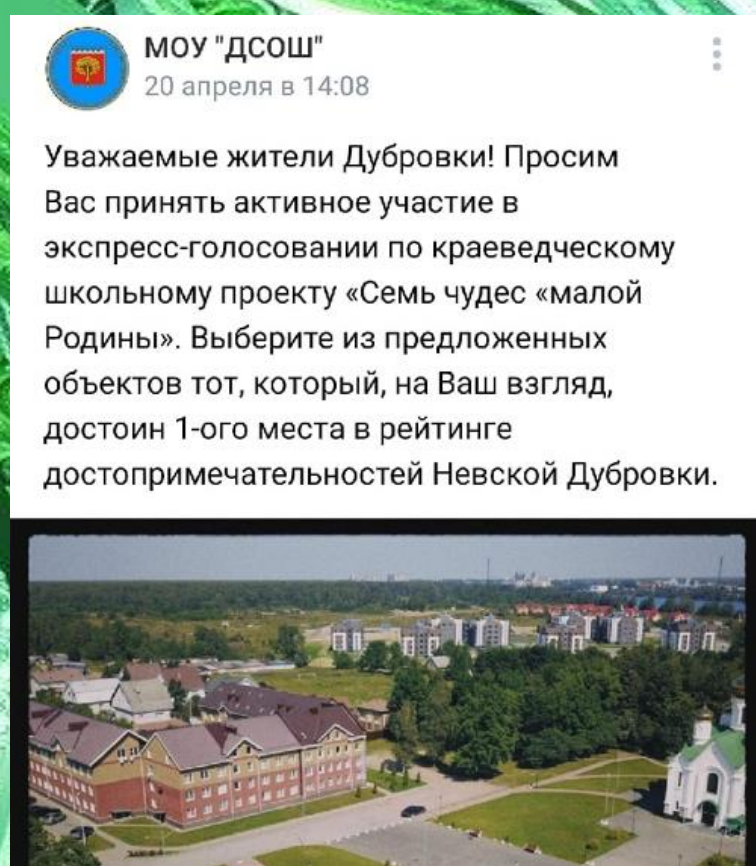 МОУ "ДСОШ"
20 апреля в 14:08
Уважаемые жители Дубровки! Просим
Вас принять активное участие в
экспресс-голосовании по краеведческому
школьному проекту «Семь чудес «малой
Родины». Выберите из предложенных
объектов тот, который, на Ваш взгляд,
достоин 1-ого места в рейтинге
достопримечательностей Невской Дубровки.